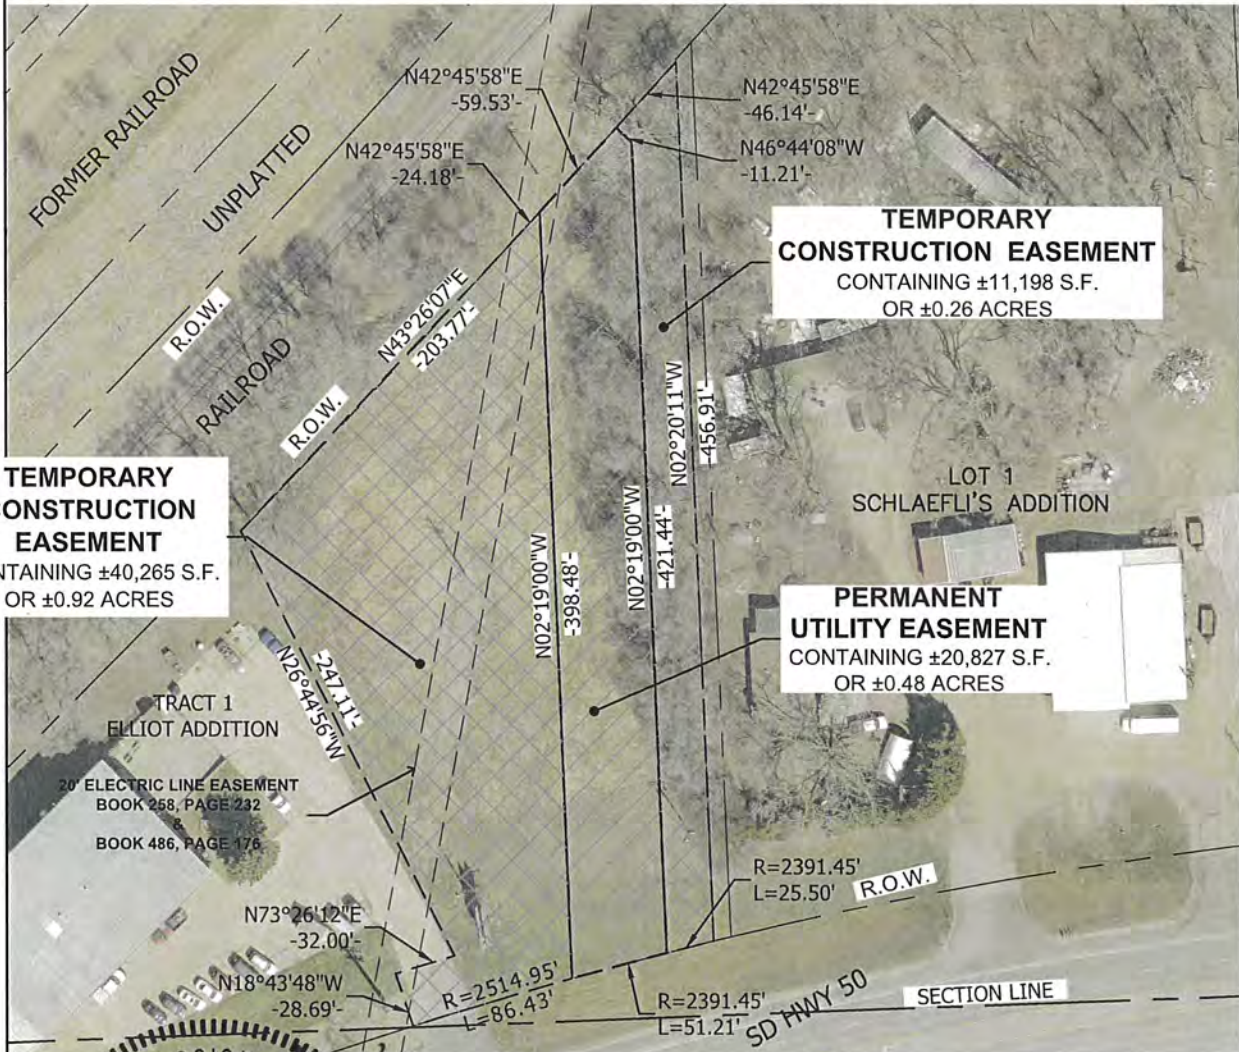 FORMER RAILROAD
UNPLATTED
R.O.W.
RAILROAD
R.O.W.
N42°45'58"E
-59.53'-
N42°45'58"E
-24.18'-
N42°45'58"E
-46.14'-
N46°44'08"W
-11.21'-
TEMPORARY
CONSTRUCTION EASEMENT
CONTAINING ±11,198 S.F.
OR ±0.26 ACRES
N43°26'07"E
-203.77'-
TEMPORARY
ONSTRUCTION
EASEMENT
NTAINING ±40,265 S.F.
OR ±0.92 ACRES
N02°19'00"W
-398.48'-
N02°19'00"W
-421.44'-
N02°20'11"W
-456.91'-
LOT 1
SCHLAEFLI'S ADDITION
PERMANENT
UTILITY EASEMENT
CONTAINING ±20,827 S.F.
OR ±0.48 ACRES
-247.11'-
N26°44'56"W
TRACT 1
ELLIOT ADDITION
20' ELECTRIC LINE EASEMENT
BOOK 258, PAGE 232
&
BOOK 486, PAGE 176
R=2391.45'
L=25.50'
R.O.W.
N73°26'12"E
-32.00'-
N18°43'48"W
-28.69'-
R=2514.95'
L=86.43'
R=2391.45'
L=51.21'
SD HWY 50
SECTION LINE